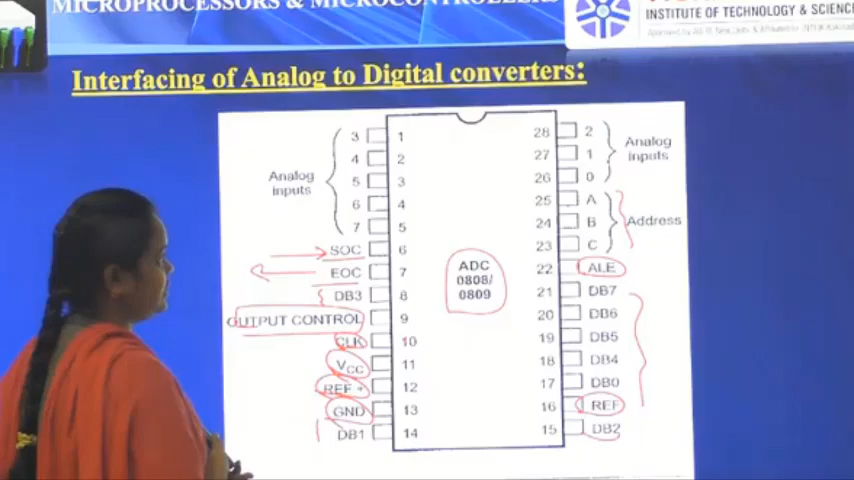 MICROPROCESSORS & MICROCONTROLLERS
INSTITUTE OF TECHNOLOGY & SCIENCE
Interfacing of Analog to Digital converters:
3 1 28 2
4 2 27 1
5 3 26 0
6 4 25 A
7 5 24 B
Analog
inputs
Analog
inputs
SOC 6 23 C
Address
EOC 7 22 ALE
DB3 8 21 DB7
OUTPUT CONTROL 9 20 DB6
CLK 10 19 DB5
VCC 11 18 DB4
REF + 12 17 DB0
GND 13 16 REF
DB1 14 15 DB2
ADC
0808/
0809